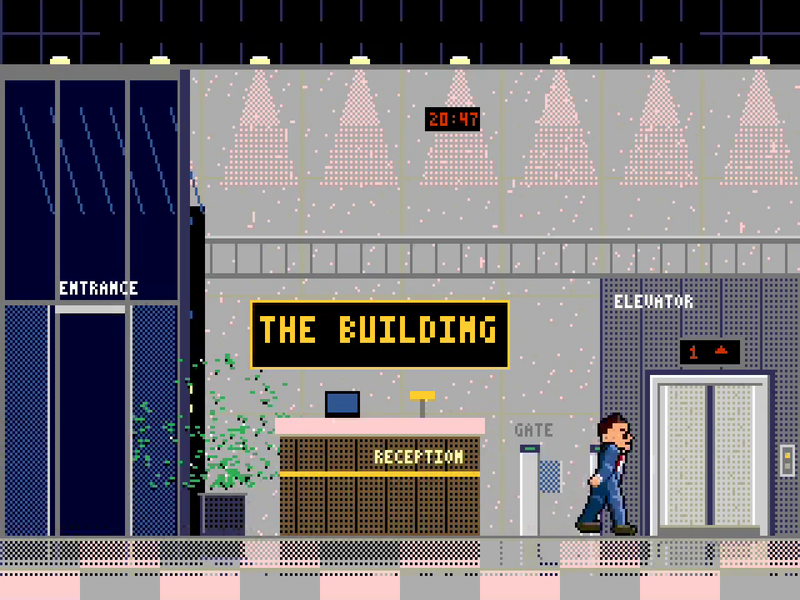 20:47
ENTRANCE
ELEVATOR
THE BUILDING
1
GATE
RECEPTION